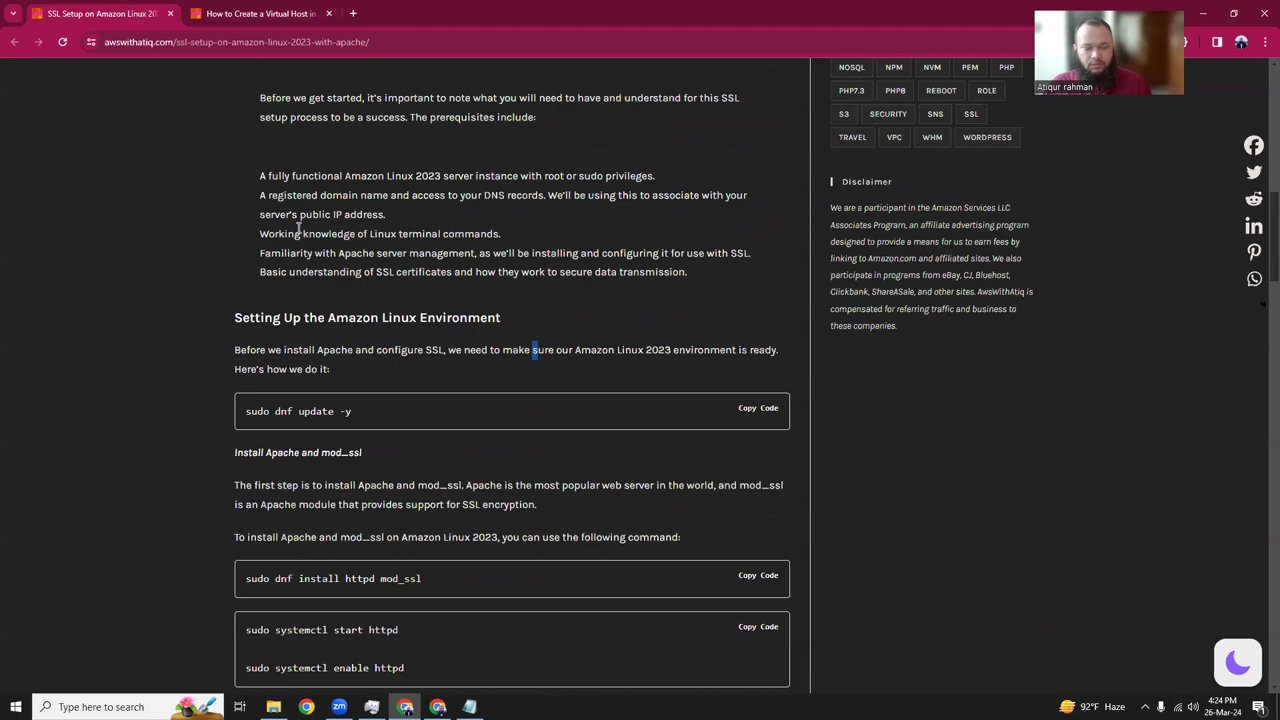 SSL Setup on Amazon Linux 202
How to Create a Virtual Host in
awswithatiq.com/ssl-setup-on-amazon-linux-2023-with-apache/
Atiqur rahman
Before we get started, it's important to note what you will need to have and understand for this SSL
setup process to be a success. The prerequisites include:
A fully functional Amazon Linux 2023 server instance with root or sudo privileges.
A registered domain name and access to your DNS records. We'll be using this to associate with your
server's public IP address.
Working knowledge of Linux terminal commands.
Familiarity with Apache server management, as we'll be installing and configuring it for use with SSL.
Basic understanding of SSL certificates and how they work to secure data transmission.
Setting Up the Amazon Linux Environment
Before we install Apache and configure SSL, we need to make sure our Amazon Linux 2023 environment is ready.
Here's how we do it:
sudo dnf update -y
Copy Code
Install Apache and mod_ssl
The first step is to install Apache and mod_ssl. Apache is the most popular web server in the world, and mod_ssl
is an Apache module that provides support for SSL encryption.
To install Apache and mod_ssl on Amazon Linux 2023, you can use the following command:
sudo dnf install httpd mod_ssl
Copy Code
sudo systemctl start httpd
Copy Code
sudo systemctl enable httpd
NOSQL NPM NVM PEM PHP
PHP7.3 PHP8 REBOOT ROLE
S3 SECURITY SNS SSL
TRAVEL VPC WHM WORDPRESS
Disclaimer
We are a participant in the Amazon Services LLC
Associates Program, an affiliate advertising program
designed to provide a means for us to earn fees by
linking to Amazon.com and affiliated sites. We also
participate in programs from eBay, CJ, Bluehost,
Clickbank, ShareASale, and other sites. AwsWithAtiq is
compensated for referring traffic and business to
these companies.
Type here to search
zm
92°F Haze
4:24 PM
26-Mar-24